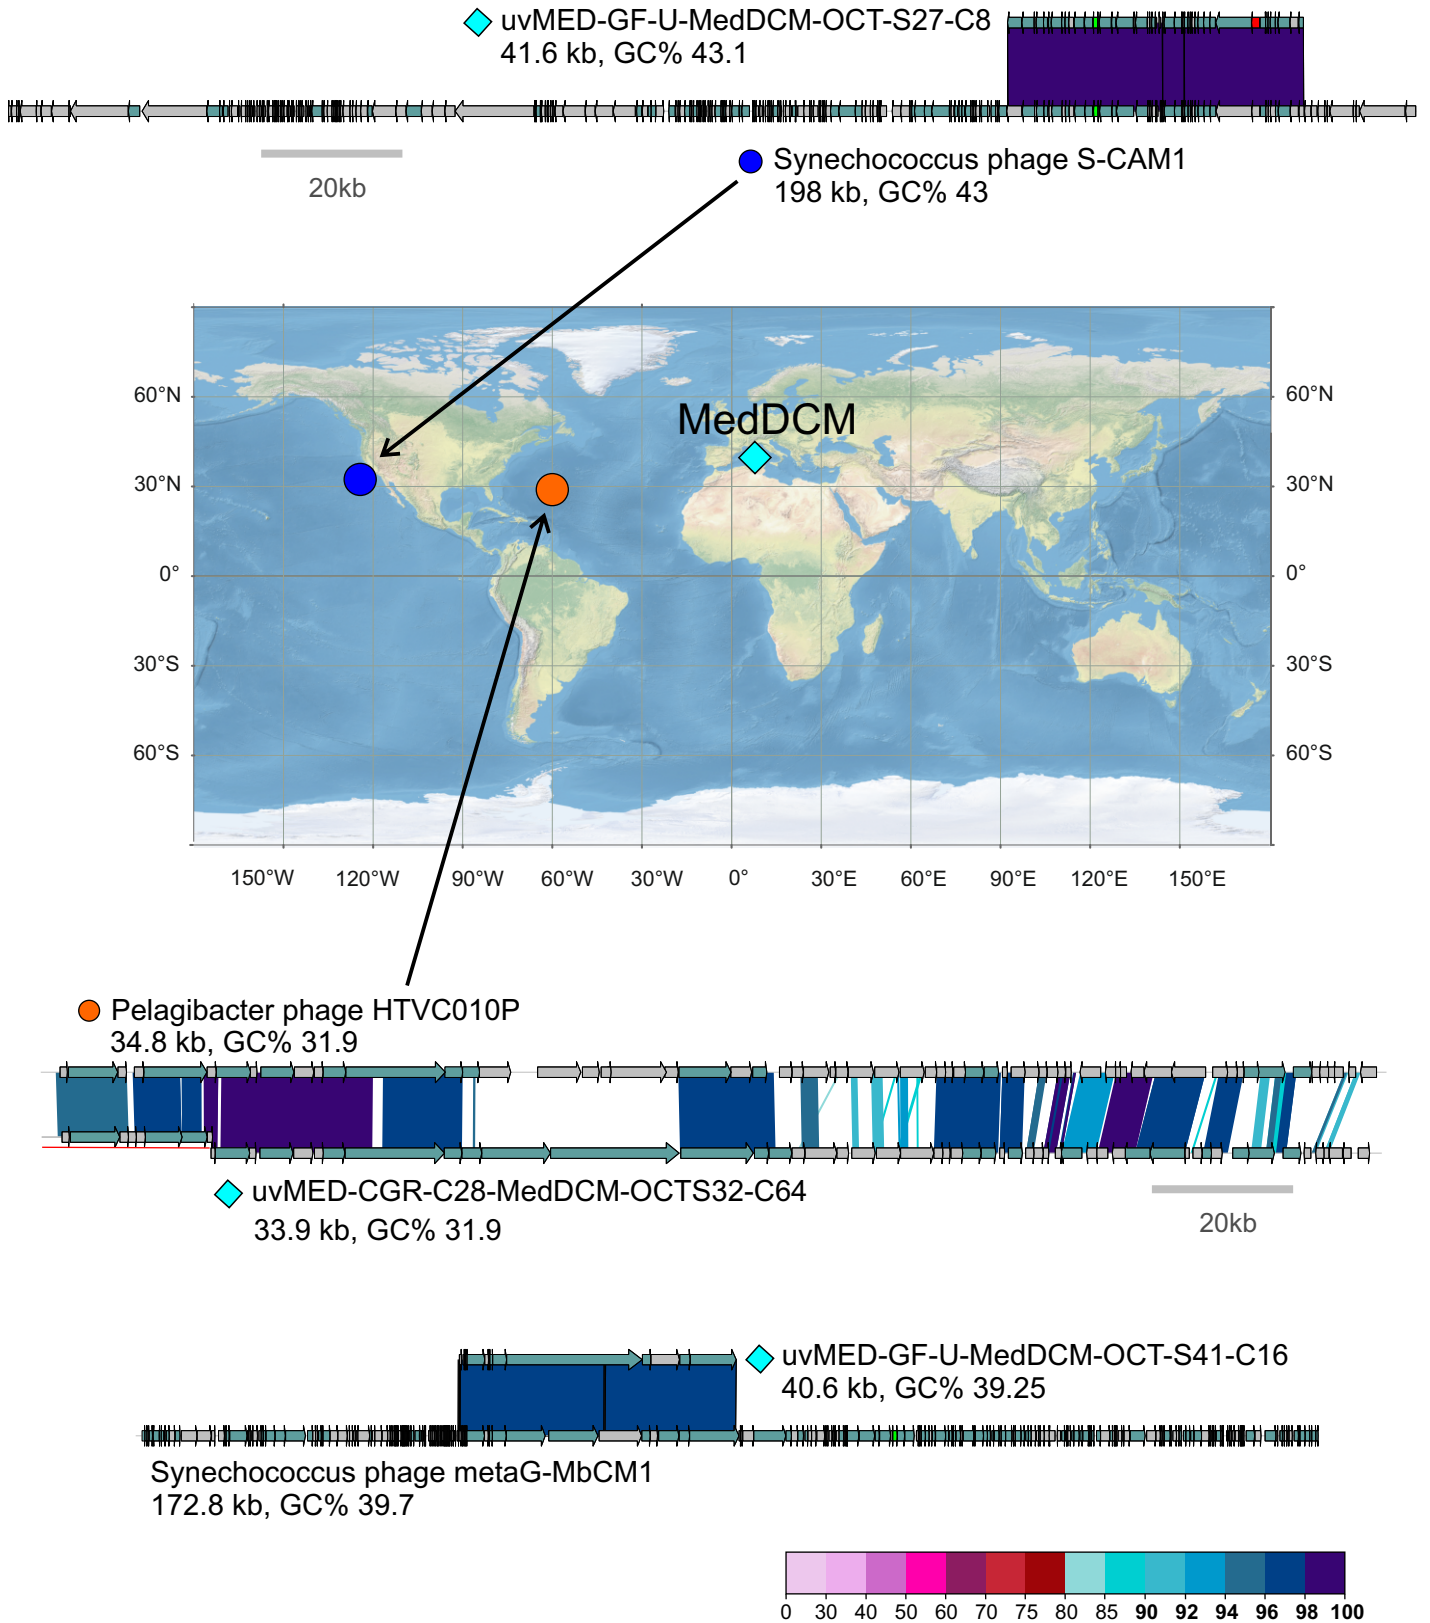 uvMED-GF-U-MedDCM-OCT-S27-C8
41.6 kb, GC% 43.1
20kb
Synechococcus phage S-CAM1
198 kb, GC% 43
MedDCM
60°N 60°N
30°N 30°N
0° 0°
30°S 30°S
60°S 60°S
150°W 120°W 90°W 60°W 30°W 0° 30°E 60°E 90°E 120°E 150°E
Pelagibacter phage HTVC010P
34.8 kb, GC% 31.9
uvMED-CGR-C28-MedDCM-OCTS32-C64
33.9 kb, GC% 31.9
20kb
uvMED-GF-U-MedDCM-OCT-S41-C16
40.6 kb, GC% 39.25
Synechococcus phage metaG-MbCM1
172.8 kb, GC% 39.7
0 30 40 50 60 70 75 80 85 90 92 94 96 98 100